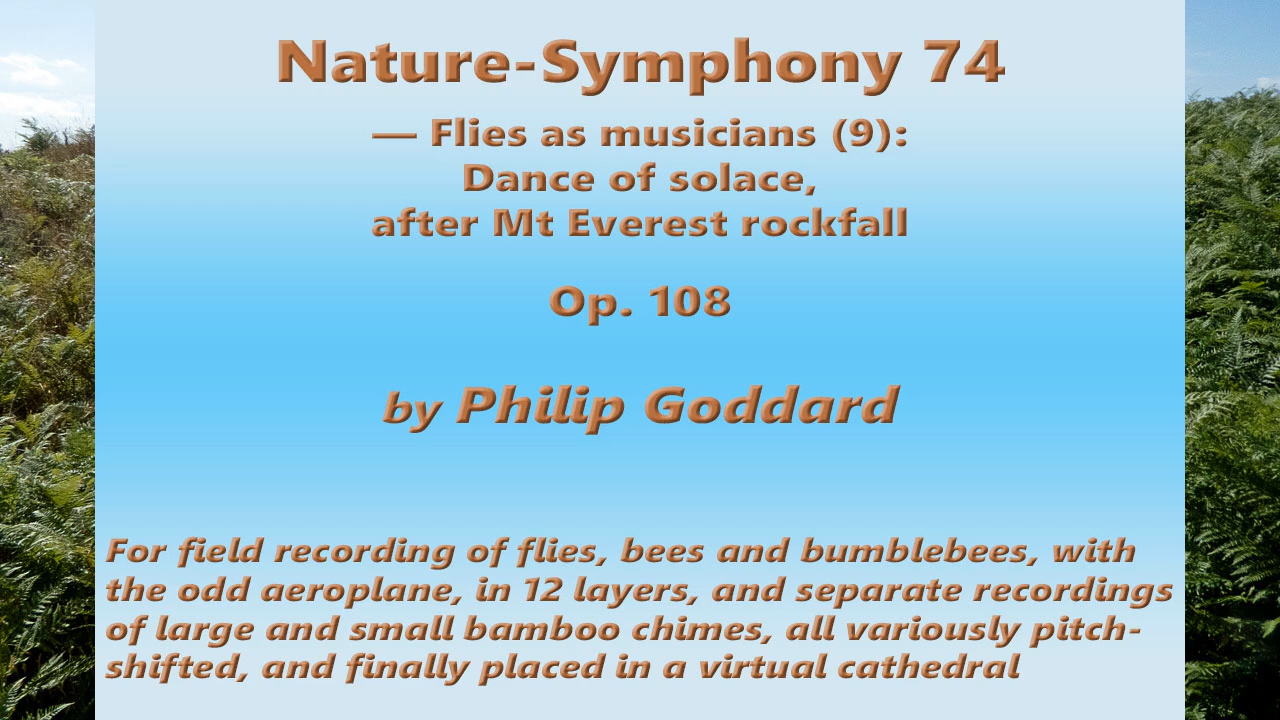 Nature-Symphony 74
— Flies as musicians (9):
Dance of solace,
after Mt Everest rockfall
Op. 108
by Philip Goddard
For field recording of flies, bees and bumblebees, with
the odd aeroplane, in 12 layers, and separate recordings
of large and small bamboo chimes, all variously pitch-
shifted, and finally placed in a virtual cathedral